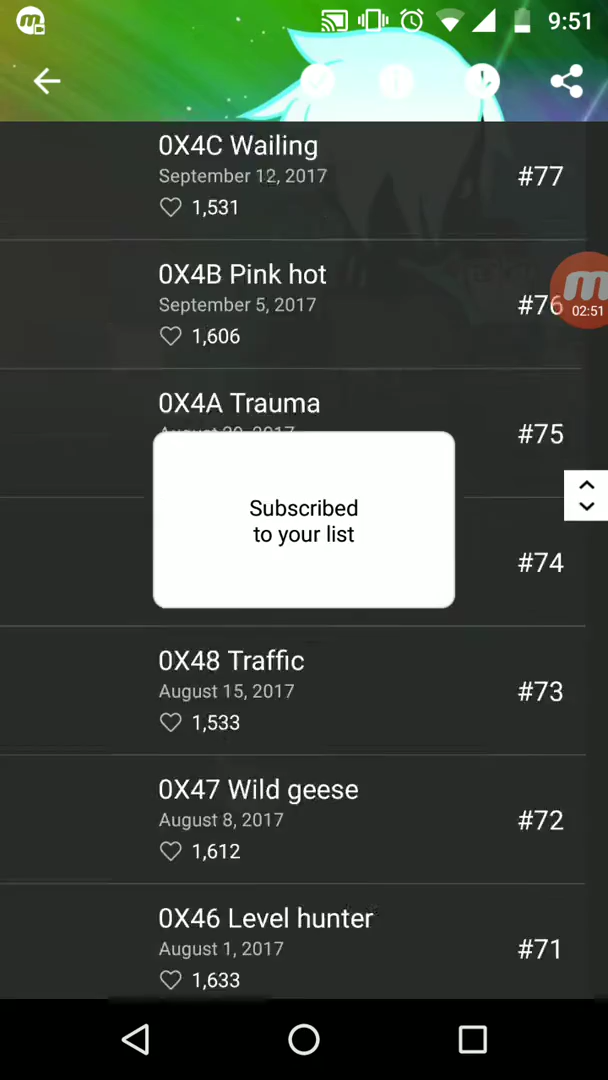 9:51
0X4C Wailing
September 12, 2017
#77
1,531
0X4B Pink hot
September 5, 2017
#76
1,606
02:51
0X4A Trauma
#75
Subscribed
to your list
#74
0X48 Traffic
August 15, 2017
#73
1,533
0X47 Wild geese
August 8, 2017
#72
1,612
0X46 Level hunter
August 1, 2017
#71
1,633